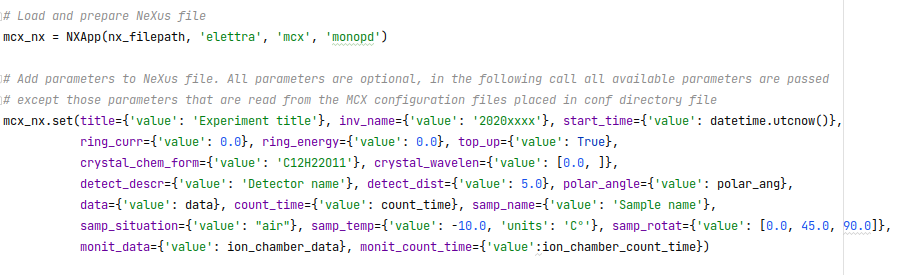 # Load and prepare NeXus file
mcx_nx = NXApp(nx_filepath, 'elettra', 'mcx', 'monopd')
# Add parameters to NeXus file. All parameters are optional, in the following call all available parameters are passed
# except those parameters that are read from the MCX configuration files placed in conf directory file
mcx_nx.set(title={'value': 'Experiment title'}, inv_name={'value': '2020xxxx'}, start_time={'value': datetime.utcnow()},
ring_curr={'value': 0.0}, ring_energy={'value': 0.0}, top_up={'value': True},
crystal_chem_form={'value': 'C12H22O11'}, crystal_wavelen={'value': [0.0, ]},
detect_descr={'value': 'Detector name'}, detect_dist={'value': 5.0}, polar_angle={'value': polar_ang},
data={'value': data}, count_time={'value': count_time}, samp_name={'value': 'Sample name'},
samp_situation={'value': "air"}, samp_temp={'value': -10.0, 'units': 'C°'}, samp_rotat={'value': [0.0, 45.0, 90.0]},
monit_data={'value': ion_chamber_data}, monit_count_time={'value':ion_chamber_count_time})